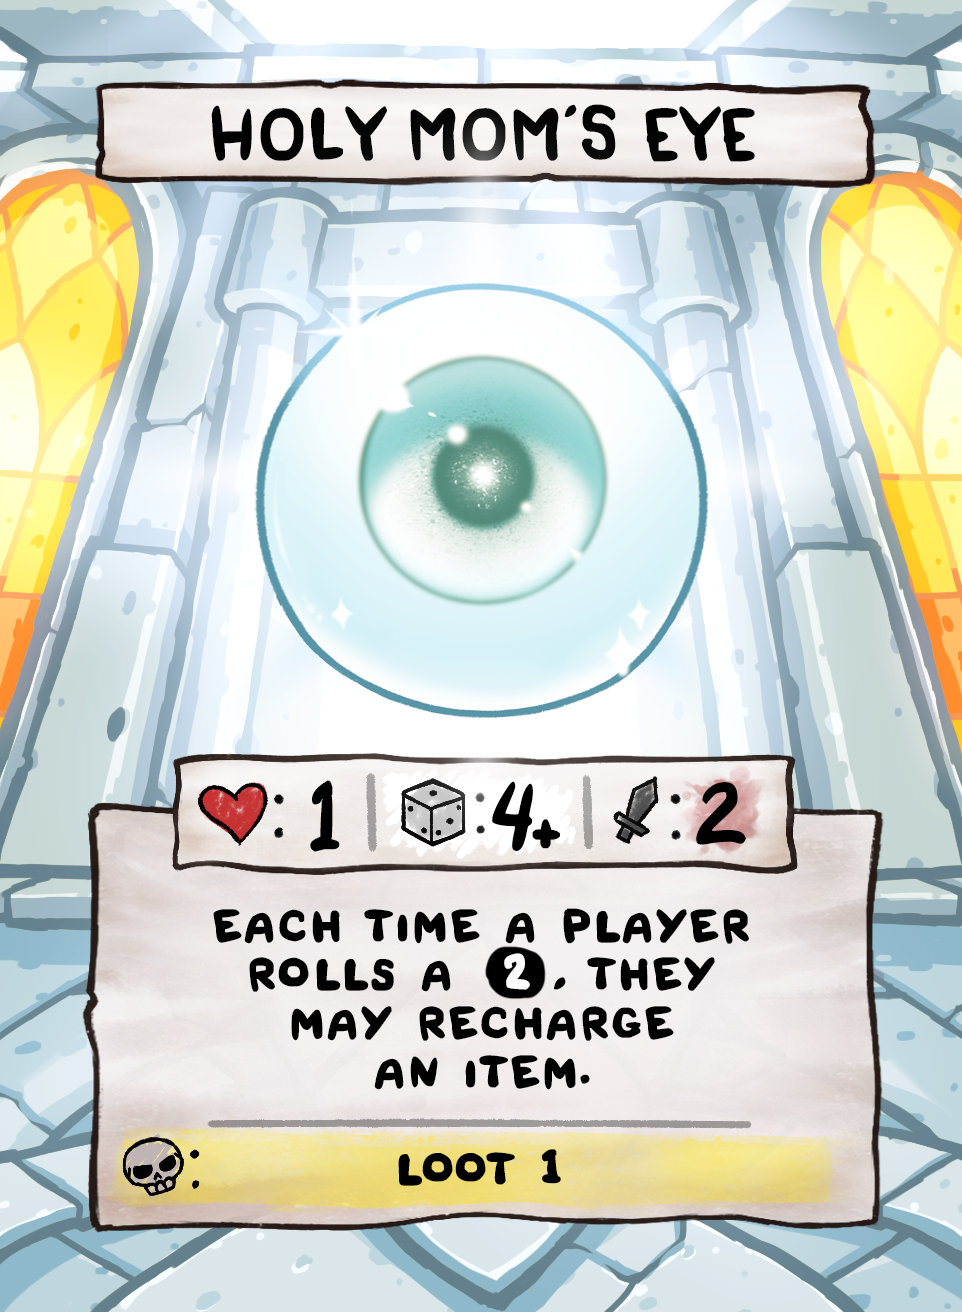 HOLY MOM'S EYE
: 1 : 4+ : 2
EACH TIME A PLAYER
ROLLS A 2, THEY
MAY RECHARGE
AN ITEM.
: LOOT 1